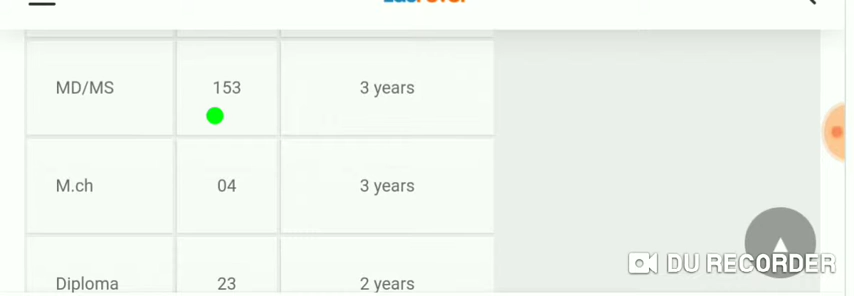 MD/MS 153 3 years
M.ch 04 3 years
Diploma 23 2 years
DU RECORDER